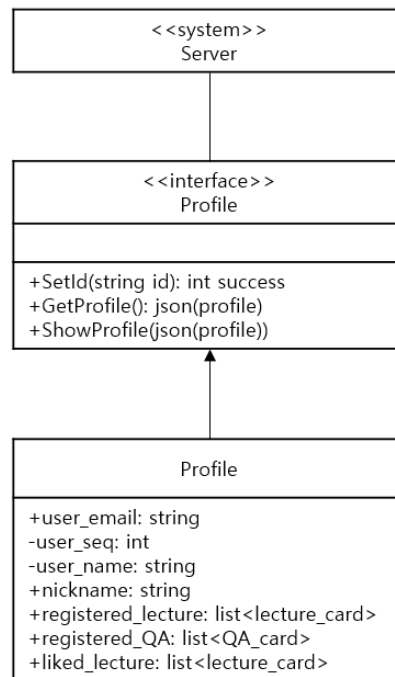 <<system>>
Server
<<interface>>
Profile
+SetId(string id): int success
+GetProfile(): json(profile)
+ShowProfile(json(profile))
Profile
+user_email: string
-user_seq: int
-user_name: string
+nickname: string
+registered_lecture: list<lecture_card>
+registered_QA: list<QA_card>
+liked_lecture: list<lecture_card>